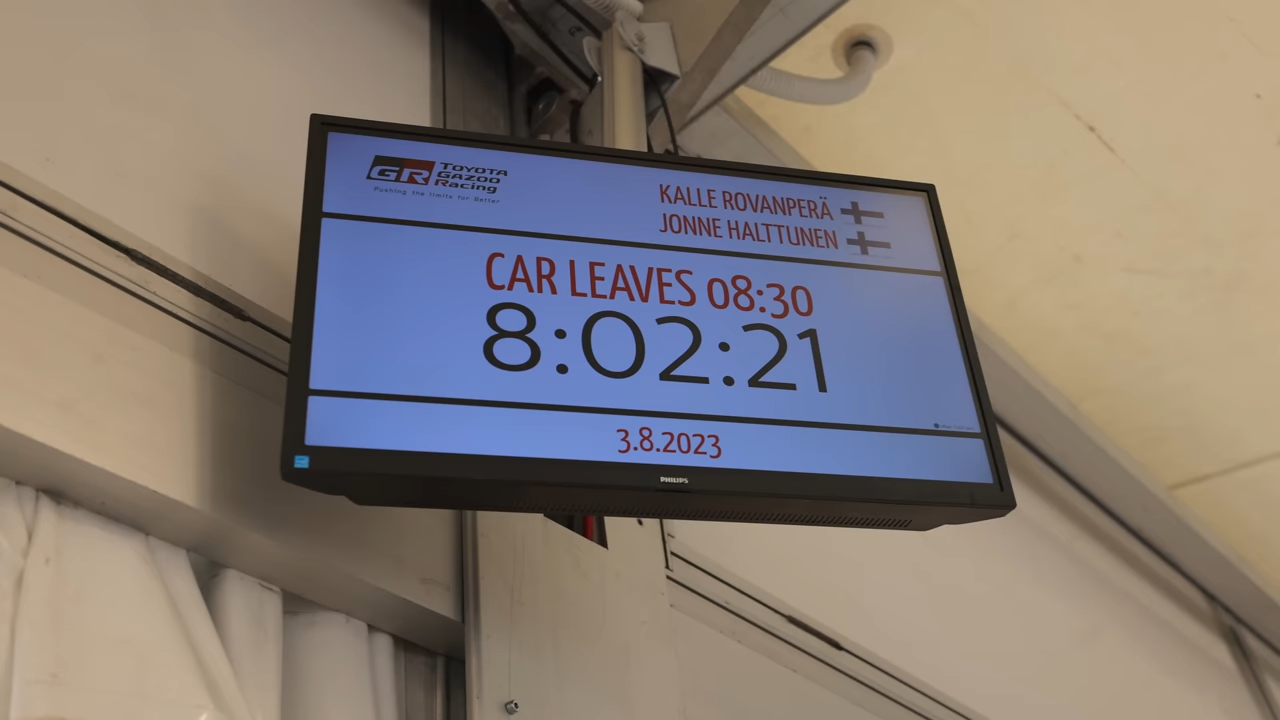 GR TOYOTA
GAZOO
Racing
Pushing the limits for Better
KALLE ROVANPERÄ
JONNE HALTTUNEN
CAR LEAVES 08:30
8:02:21
3.8.2023
PHILIPS